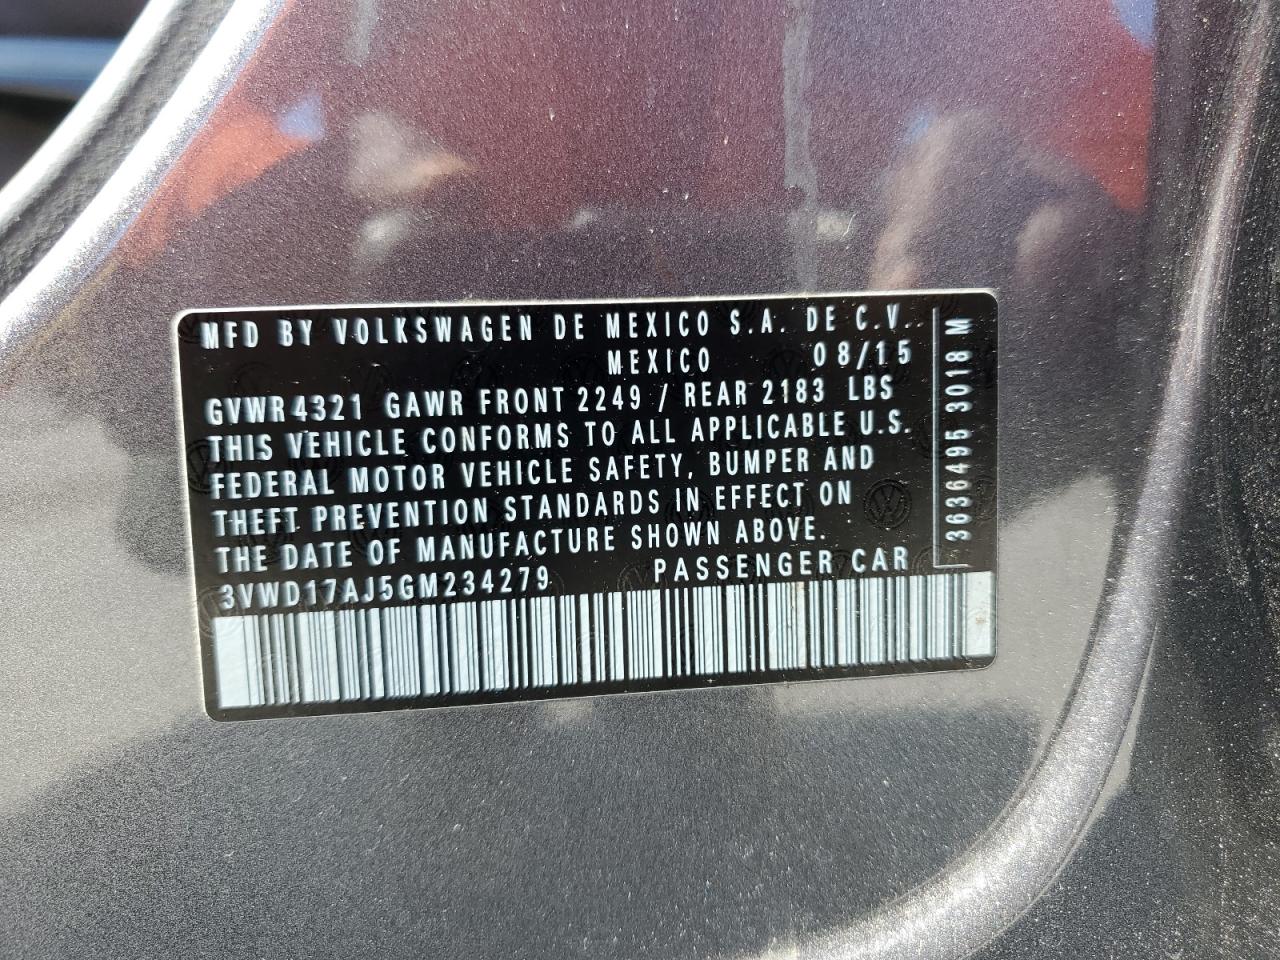 MFD BY VOLKSWAGEN DE MEXICO S.A. DE C.V.
MEXICO 08/15
GVWR 4321 GAWR FRONT 2249 / REAR 2183 LBS
THIS VEHICLE CONFORMS TO ALL APPLICABLE U.S.
FEDERAL MOTOR VEHICLE SAFETY, BUMPER AND
THEFT PREVENTION STANDARDS IN EFFECT ON
THE DATE OF MANUFACTURE SHOWN ABOVE.
3VWD17AJ5GM234279 PASSENGER CAR
3636495 3018 M